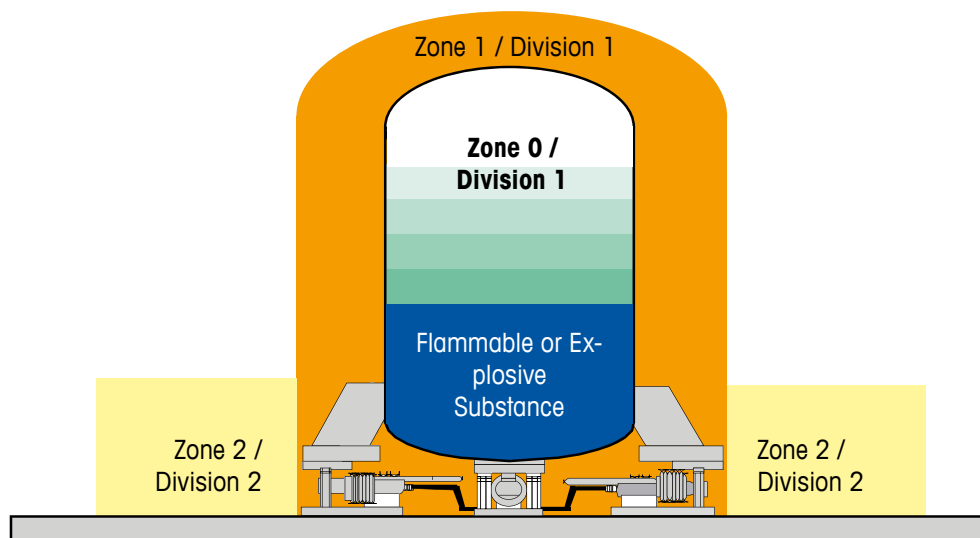 Zone 1 / Division 1
Zone 0 /
Division 1
Flammable or Ex-
plosive
Substance
Zone 2 /
Division 2
Zone 2 /
Division 2